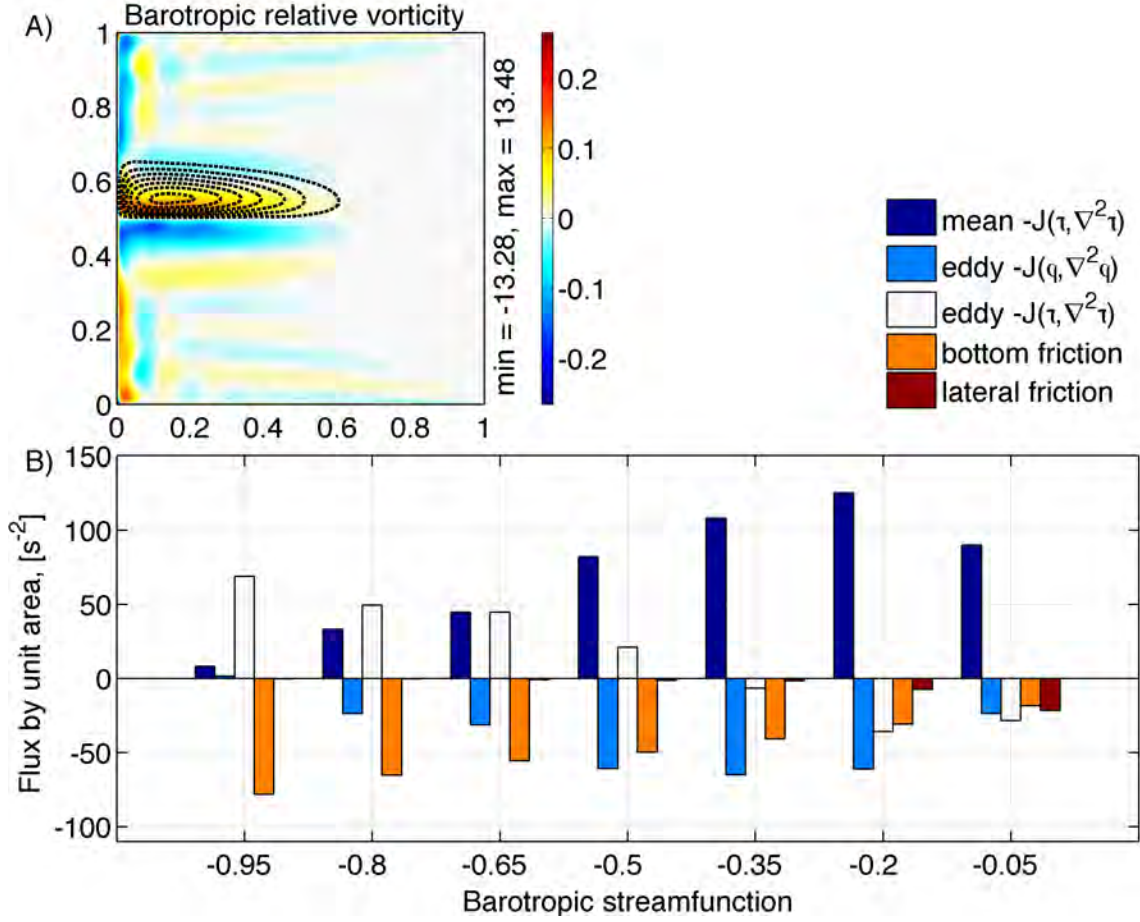 A)
Barotropic relative vorticity
1
0.8
0.6
0.4
0.2
0
0
0.2
0.4
0.6
0.8
1
min = -13.28, max = 13.48
0.2
0.1
0
-0.1
-0.2
mean -J(τ,∇²τ)
eddy -J(q,∇²q)
eddy -J(τ,∇²τ)
bottom friction
lateral friction
B)
150
100
50
0
-50
-100
Flux by unit area, [s⁻²]
-0.95
-0.8
-0.65
-0.5
-0.35
-0.2
-0.05
Barotropic streamfunction